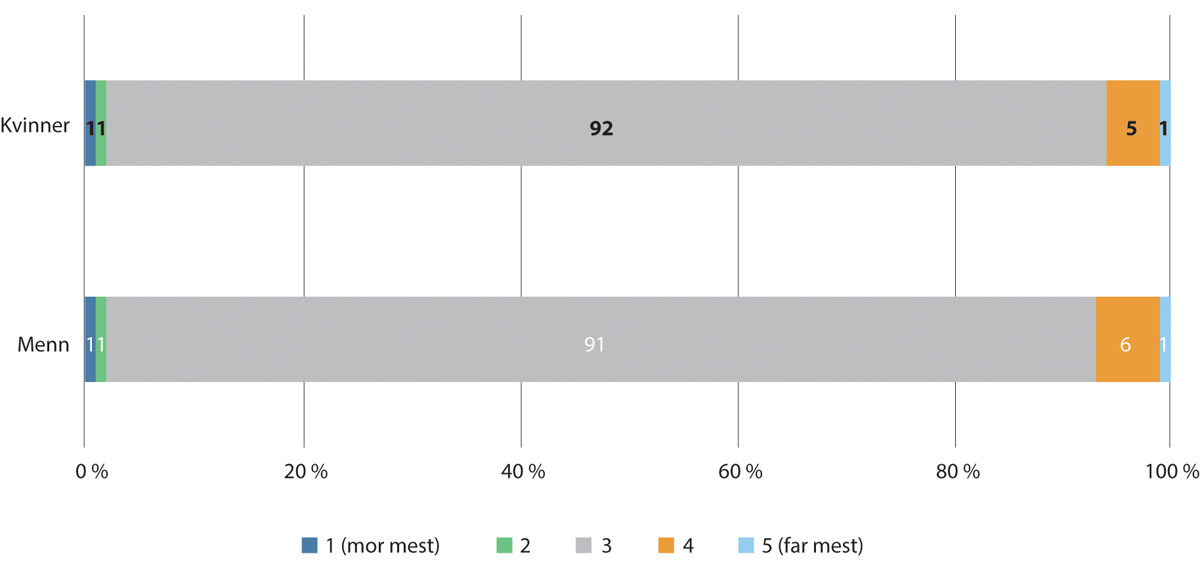 Kvinner 1 1 92 5 1
Menn 1 1 91 6 1
0 % 20 % 40 % 60 % 80 % 100 %
1 (mor mest) 2 3 4 5 (far mest)